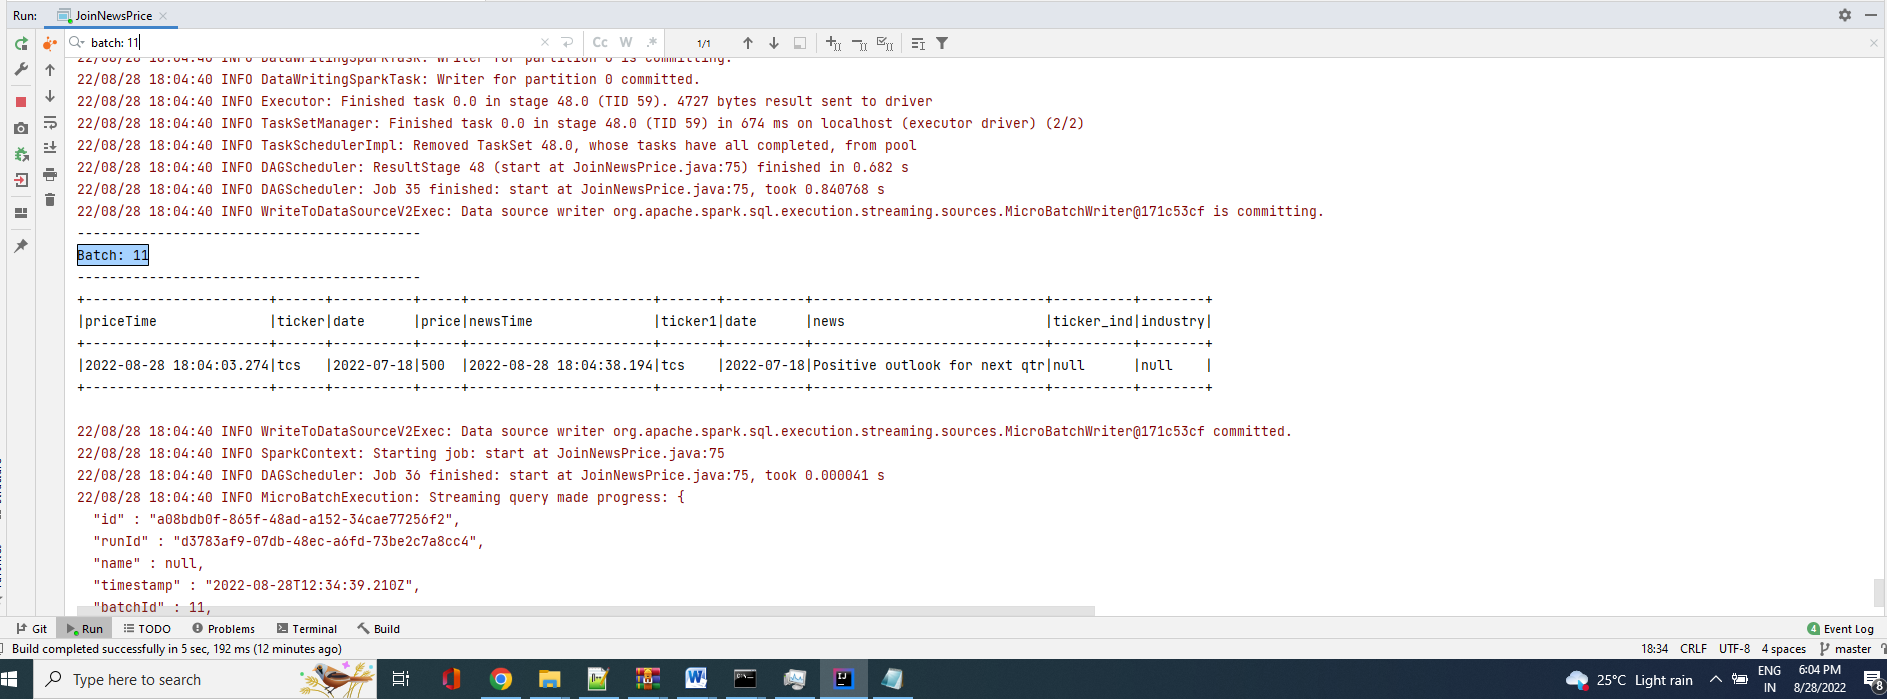 Run: JoinNewsPrice
batch: 11 Cc W .* 1/1
22/08/28 18:04:40 INFO DataWritingSparkTask: Writer for partition 0 is committing.
22/08/28 18:04:40 INFO DataWritingSparkTask: Writer for partition 0 committed.
22/08/28 18:04:40 INFO Executor: Finished task 0.0 in stage 48.0 (TID 59). 4727 bytes result sent to driver
22/08/28 18:04:40 INFO TaskSetManager: Finished task 0.0 in stage 48.0 (TID 59) in 674 ms on localhost (executor driver) (2/2)
22/08/28 18:04:40 INFO TaskSchedulerImpl: Removed TaskSet 48.0, whose tasks have all completed, from pool
22/08/28 18:04:40 INFO DAGScheduler: ResultStage 48 (start at JoinNewsPrice.java:75) finished in 0.682 s
22/08/28 18:04:40 INFO DAGScheduler: Job 35 finished: start at JoinNewsPrice.java:75, took 0.840768 s
22/08/28 18:04:40 INFO WriteToDataSourceV2Exec: Data source writer org.apache.spark.sql.execution.streaming.sources.MicroBatchWriter@171c53cf is committing.
-------------------------------------------
Batch: 11
-------------------------------------------
+-----------------------+------+----------+-----+-----------------------+-------+----------+-----------------------------+----------+--------+
|priceTime              |ticker|date      |price|newsTime               |ticker1|date      |news                         |ticker_ind|industry|
+-----------------------+------+----------+-----+-----------------------+-------+----------+-----------------------------+----------+--------+
|2022-08-28 18:04:03.274|tcs   |2022-07-18|500  |2022-08-28 18:04:38.194|tcs    |2022-07-18|Positive outlook for next qtr|null      |null    |
+-----------------------+------+----------+-----+-----------------------+-------+----------+-----------------------------+----------+--------+
22/08/28 18:04:40 INFO WriteToDataSourceV2Exec: Data source writer org.apache.spark.sql.execution.streaming.sources.MicroBatchWriter@171c53cf committed.
22/08/28 18:04:40 INFO SparkContext: Starting job: start at JoinNewsPrice.java:75
22/08/28 18:04:40 INFO DAGScheduler: Job 36 finished: start at JoinNewsPrice.java:75, took 0.000041 s
22/08/28 18:04:40 INFO MicroBatchExecution: Streaming query made progress: {
"id" : "a08bdb0f-865f-48ad-a152-34cae77256f2",
"runId" : "d3783af9-07db-48ec-a6fd-73be2c7a8cc4",
"name" : null,
"timestamp" : "2022-08-28T12:34:39.210Z",
"batchId" : 11,
Git Run TODO Problems Terminal Build 4 Event Log
Build completed successfully in 5 sec, 192 ms (12 minutes ago) 18:34 CRLF UTF-8 4 spaces master
Type here to search 25°C Light rain ENG IN 6:04 PM 8/28/2022 8